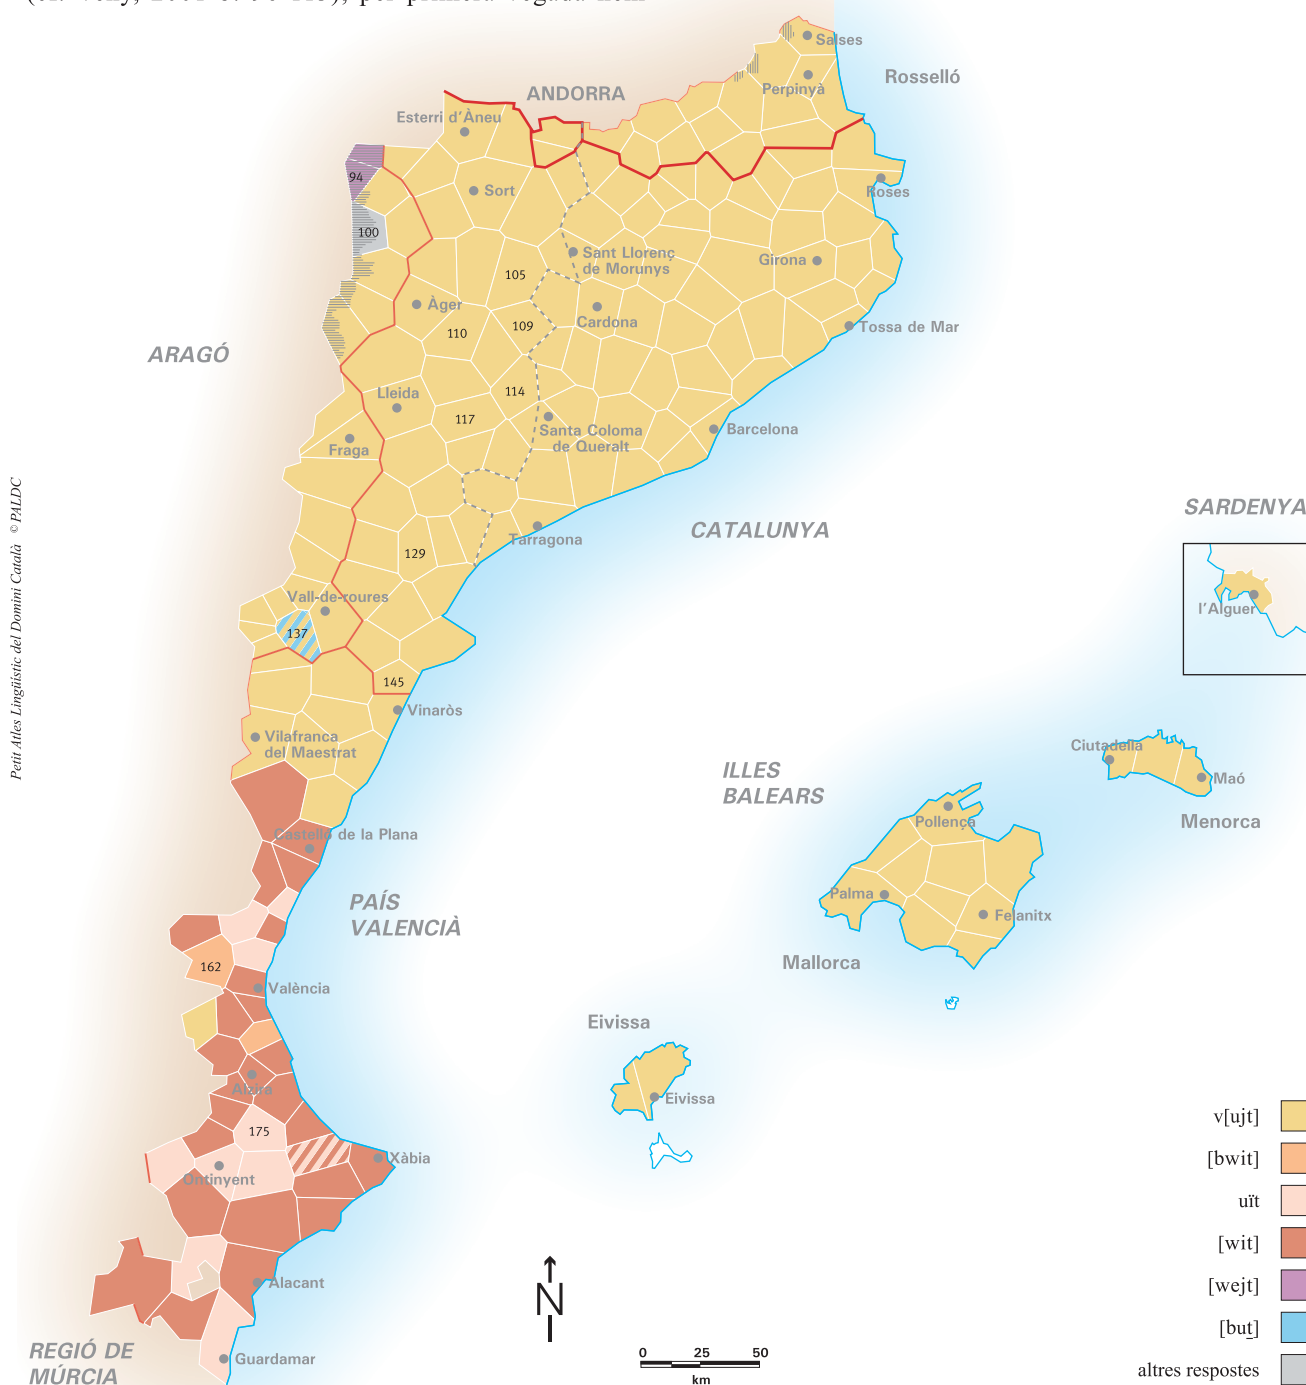 Salses
Rosselló
Perpinyà
ANDORRA
Esterri d'Àneu
94
Sort
Roses
100
Sant Llorenç
de Morunys
Girona
105
Àger
Cardona
109
110
Tossa de Mar
ARAGÓ
Lleida
114
117
Santa Coloma
de Queralt
Barcelona
Fraga
Petit Atles Lingüístic del Domini Català © PALDC
SARDENYA
CATALUNYA
Tarragona
129
l'Alguer
Vall-de-roures
137
145
Vinaròs
Vilafranca
del Maestrat
Ciutadella
ILLES
BALEARS
Maó
Pollença
Menorca
Castelló de la Plana
PAÍS
VALENCIÀ
Palma
Felanitx
162
Mallorca
València
Eivissa
Alzira
Eivissa
175
Xàbia
Ontinyent
v[ujt]
[bwit]
uït
[wit]
[wejt]
[but̠]
altres respostes
Alacant
N
REGIÓ DE
MÚRCIA
Guardamar
0 25 50
km